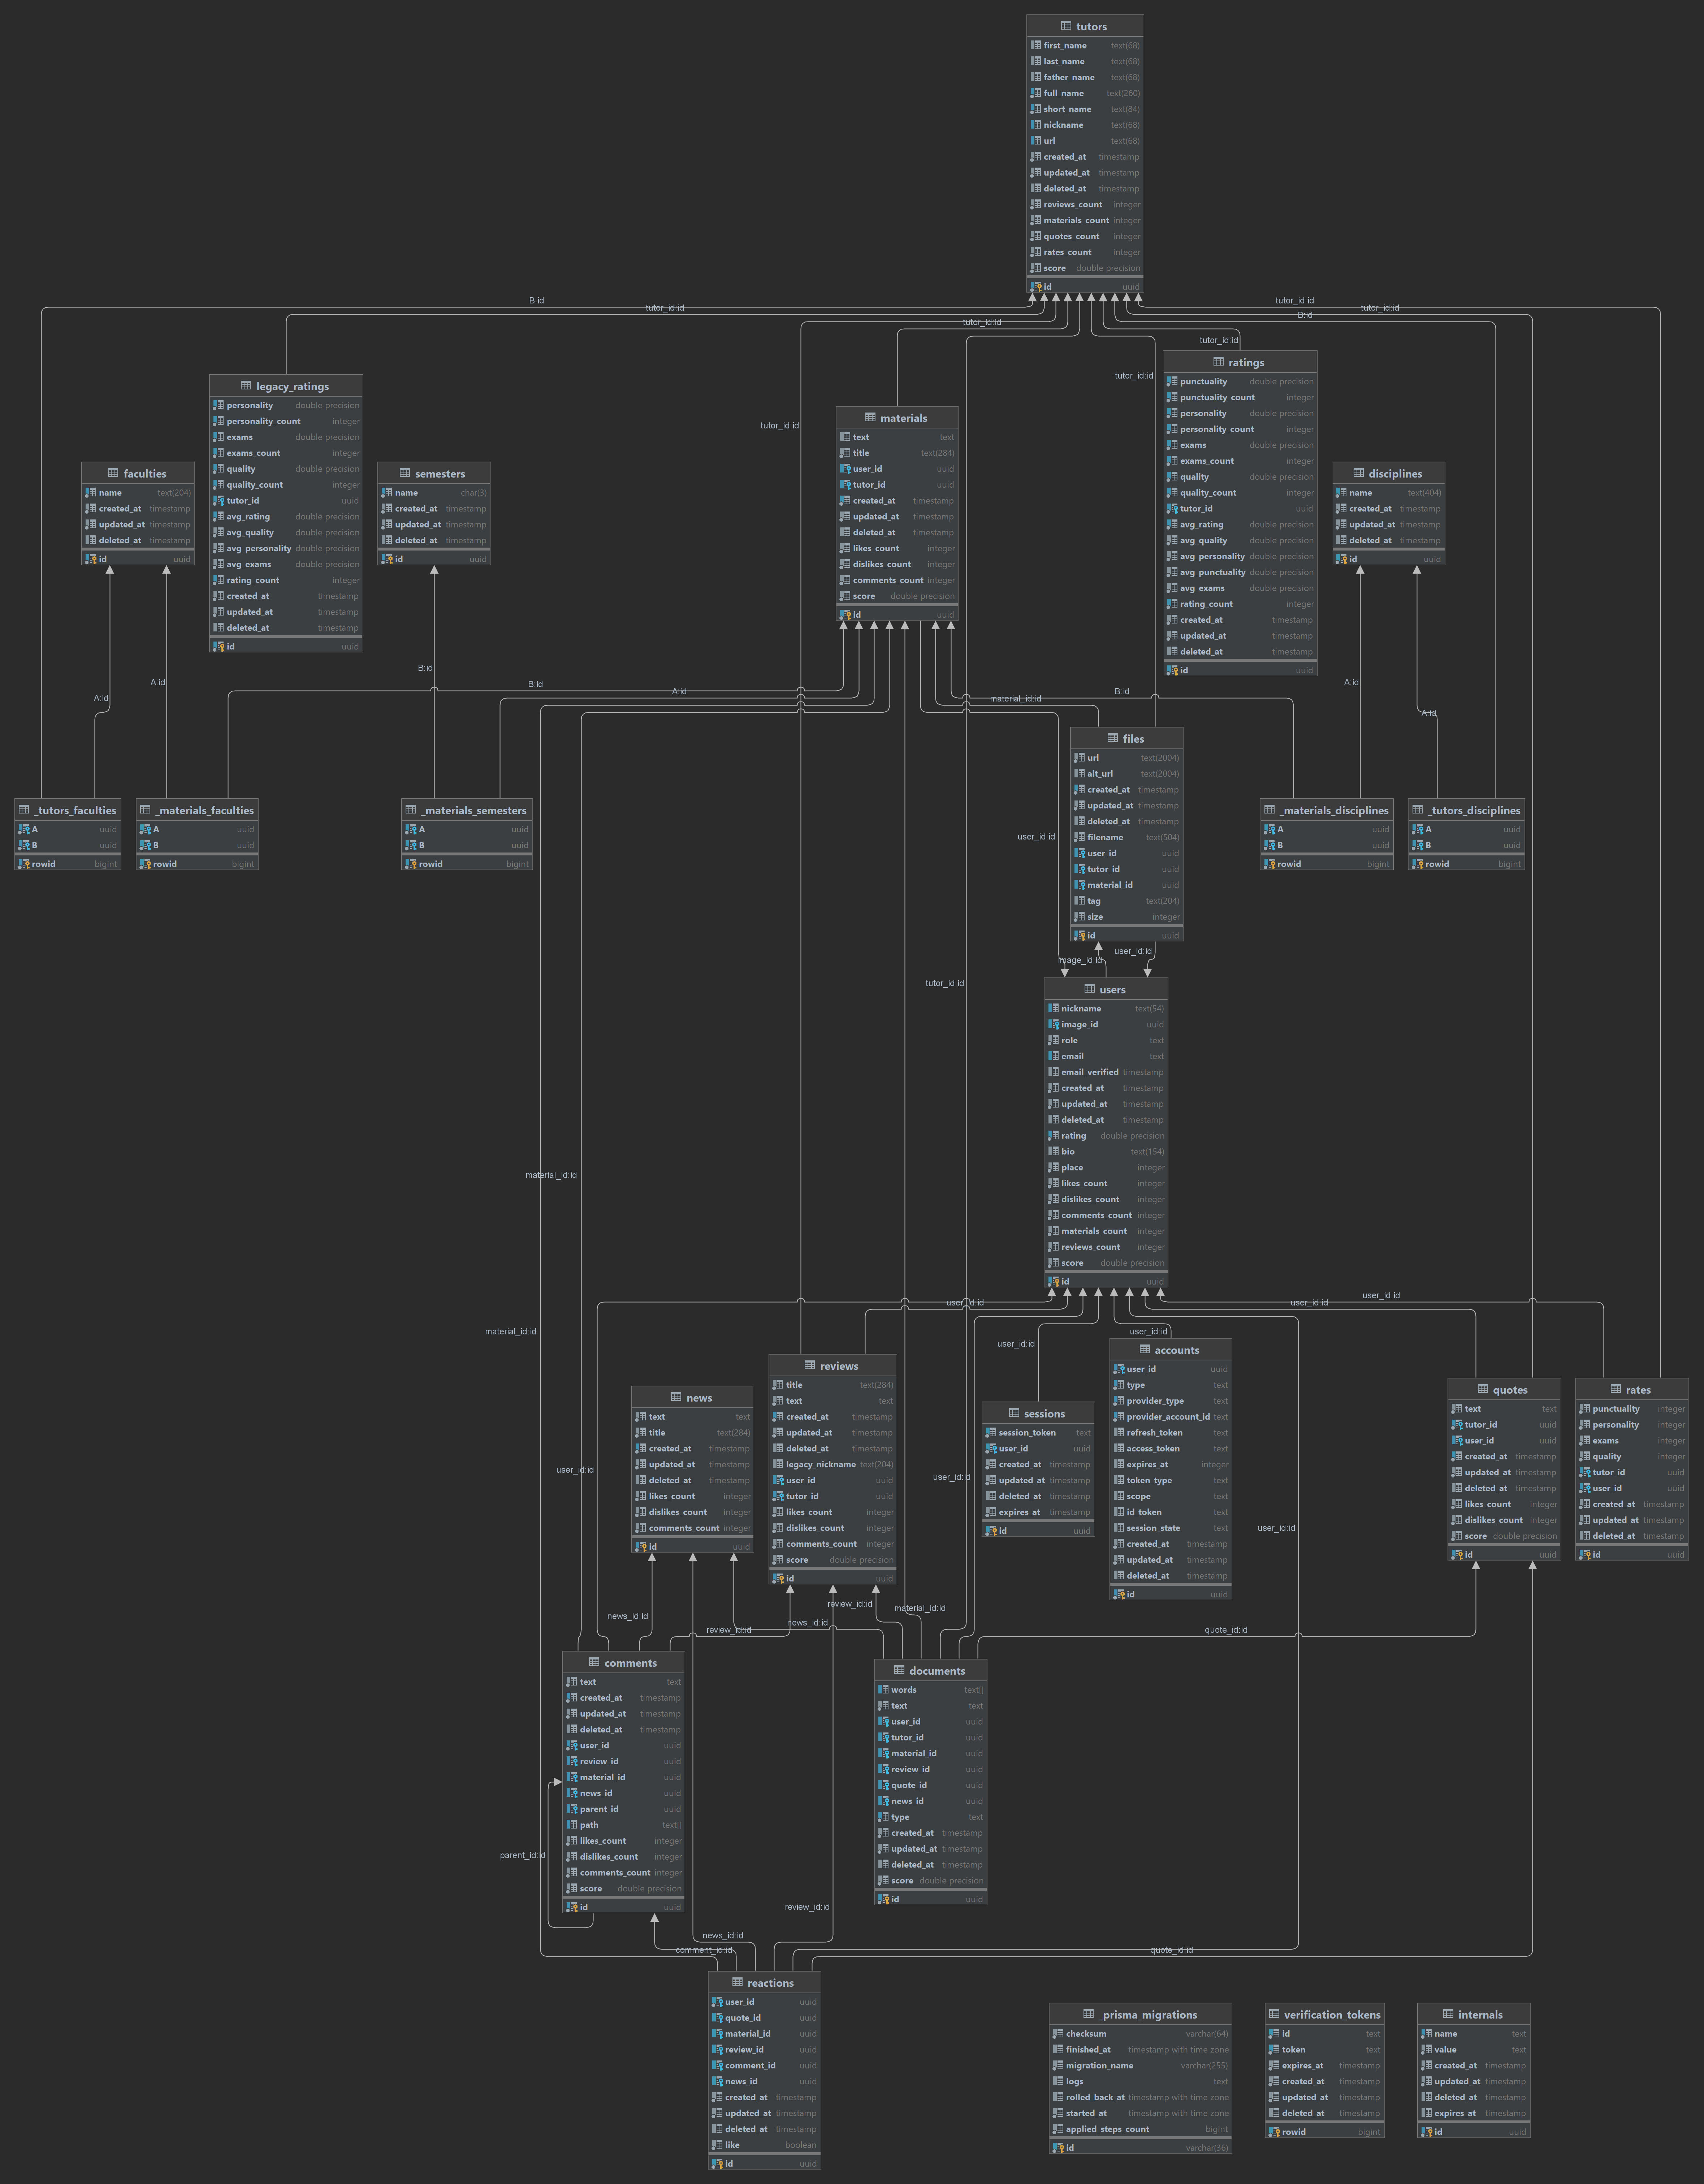 tutors
first_name text(68)
last_name text(68)
father_name text(68)
full_name text(260)
short_name text(84)
nickname text(68)
url text(68)
created_at timestamp
updated_at timestamp
deleted_at timestamp
reviews_count integer
materials_count integer
quotes_count integer
rates_count integer
score double precision
id uuid
B:id
tutor_id:id
tutor_id:id
tutor_id:id
tutor_id:id
B:id
tutor_id:id
tutor_id:id
tutor_id:id
legacy_ratings
personality double precision
personality_count integer
exams double precision
exams_count integer
quality double precision
quality_count integer
tutor_id uuid
avg_rating double precision
avg_quality double precision
avg_personality double precision
avg_exams double precision
rating_count integer
created_at timestamp
updated_at timestamp
deleted_at timestamp
id uuid
materials
text text
title text(284)
user_id uuid
tutor_id uuid
created_at timestamp
updated_at timestamp
deleted_at timestamp
likes_count integer
dislikes_count integer
comments_count integer
score double precision
id uuid
ratings
punctuality double precision
punctuality_count integer
personality double precision
personality_count integer
exams double precision
exams_count integer
quality double precision
quality_count integer
tutor_id uuid
avg_rating double precision
avg_quality double precision
avg_personality double precision
avg_punctuality double precision
avg_exams double precision
rating_count integer
created_at timestamp
updated_at timestamp
deleted_at timestamp
id uuid
faculties
name text(204)
created_at timestamp
updated_at timestamp
deleted_at timestamp
id uuid
semesters
name char(3)
created_at timestamp
updated_at timestamp
deleted_at timestamp
id uuid
disciplines
name text(404)
created_at timestamp
updated_at timestamp
deleted_at timestamp
id uuid
A:id
A:id
B:id
B:id
A:id
material_id:id
B:id
A:id
A:id
files
url text(2004)
alt_url text(2004)
created_at timestamp
updated_at timestamp
deleted_at timestamp
filename text(504)
user_id uuid
tutor_id uuid
material_id uuid
tag text(204)
size integer
id uuid
_tutors_faculties
A uuid
B uuid
rowid bigint
_materials_faculties
A uuid
B uuid
rowid bigint
_materials_semesters
A uuid
B uuid
rowid bigint
_materials_disciplines
A uuid
B uuid
rowid bigint
_tutors_disciplines
A uuid
B uuid
rowid bigint
user_id:id
user_id:id
image_id:id
tutor_id:id
users
nickname text(54)
image_id uuid
role text
email text
email_verified timestamp
created_at timestamp
updated_at timestamp
deleted_at timestamp
rating double precision
bio text(154)
place integer
likes_count integer
dislikes_count integer
comments_count integer
materials_count integer
reviews_count integer
score double precision
id uuid
material_id:id
material_id:id
user_id:id
user_id:id
user_id:id
user_id:id
user_id:id
user_id:id
user_id:id
user_id:id
news
text text
title text(284)
created_at timestamp
updated_at timestamp
deleted_at timestamp
likes_count integer
dislikes_count integer
comments_count integer
id uuid
reviews
title text(284)
text text
created_at timestamp
updated_at timestamp
deleted_at timestamp
legacy_nickname text(204)
user_id uuid
tutor_id uuid
likes_count integer
dislikes_count integer
comments_count integer
score double precision
id uuid
sessions
session_token text
user_id uuid
created_at timestamp
updated_at timestamp
deleted_at timestamp
expires_at timestamp
id uuid
accounts
user_id uuid
type text
provider_type text
provider_account_id text
refresh_token text
access_token text
expires_at integer
token_type text
scope text
id_token text
session_state text
created_at timestamp
updated_at timestamp
deleted_at timestamp
id uuid
quotes
text text
tutor_id uuid
user_id uuid
created_at timestamp
updated_at timestamp
deleted_at timestamp
likes_count integer
dislikes_count integer
score double precision
id uuid
rates
punctuality integer
personality integer
exams integer
quality integer
tutor_id uuid
user_id uuid
created_at timestamp
updated_at timestamp
deleted_at timestamp
id uuid
news_id:id
review_id:id
news_id:id
review_id:id
material_id:id
quote_id:id
comments
text text
created_at timestamp
updated_at timestamp
deleted_at timestamp
user_id uuid
review_id uuid
material_id uuid
news_id uuid
parent_id uuid
path text[]
likes_count integer
dislikes_count integer
comments_count integer
score double precision
id uuid
documents
words text[]
text text
user_id uuid
tutor_id uuid
material_id uuid
review_id uuid
quote_id uuid
news_id uuid
type text
created_at timestamp
updated_at timestamp
deleted_at timestamp
score double precision
id uuid
parent_id:id
review_id:id
news_id:id
comment_id:id
quote_id:id
reactions
user_id uuid
quote_id uuid
material_id uuid
review_id uuid
comment_id uuid
news_id uuid
created_at timestamp
updated_at timestamp
deleted_at timestamp
like boolean
id uuid
_prisma_migrations
checksum varchar(64)
finished_at timestamp with time zone
migration_name varchar(255)
logs text
rolled_back_at timestamp with time zone
started_at timestamp with time zone
applied_steps_count bigint
id varchar(36)
verification_tokens
id text
token text
expires_at timestamp
created_at timestamp
updated_at timestamp
deleted_at timestamp
rowid bigint
internals
name text
value text
created_at timestamp
updated_at timestamp
deleted_at timestamp
expires_at timestamp
id uuid